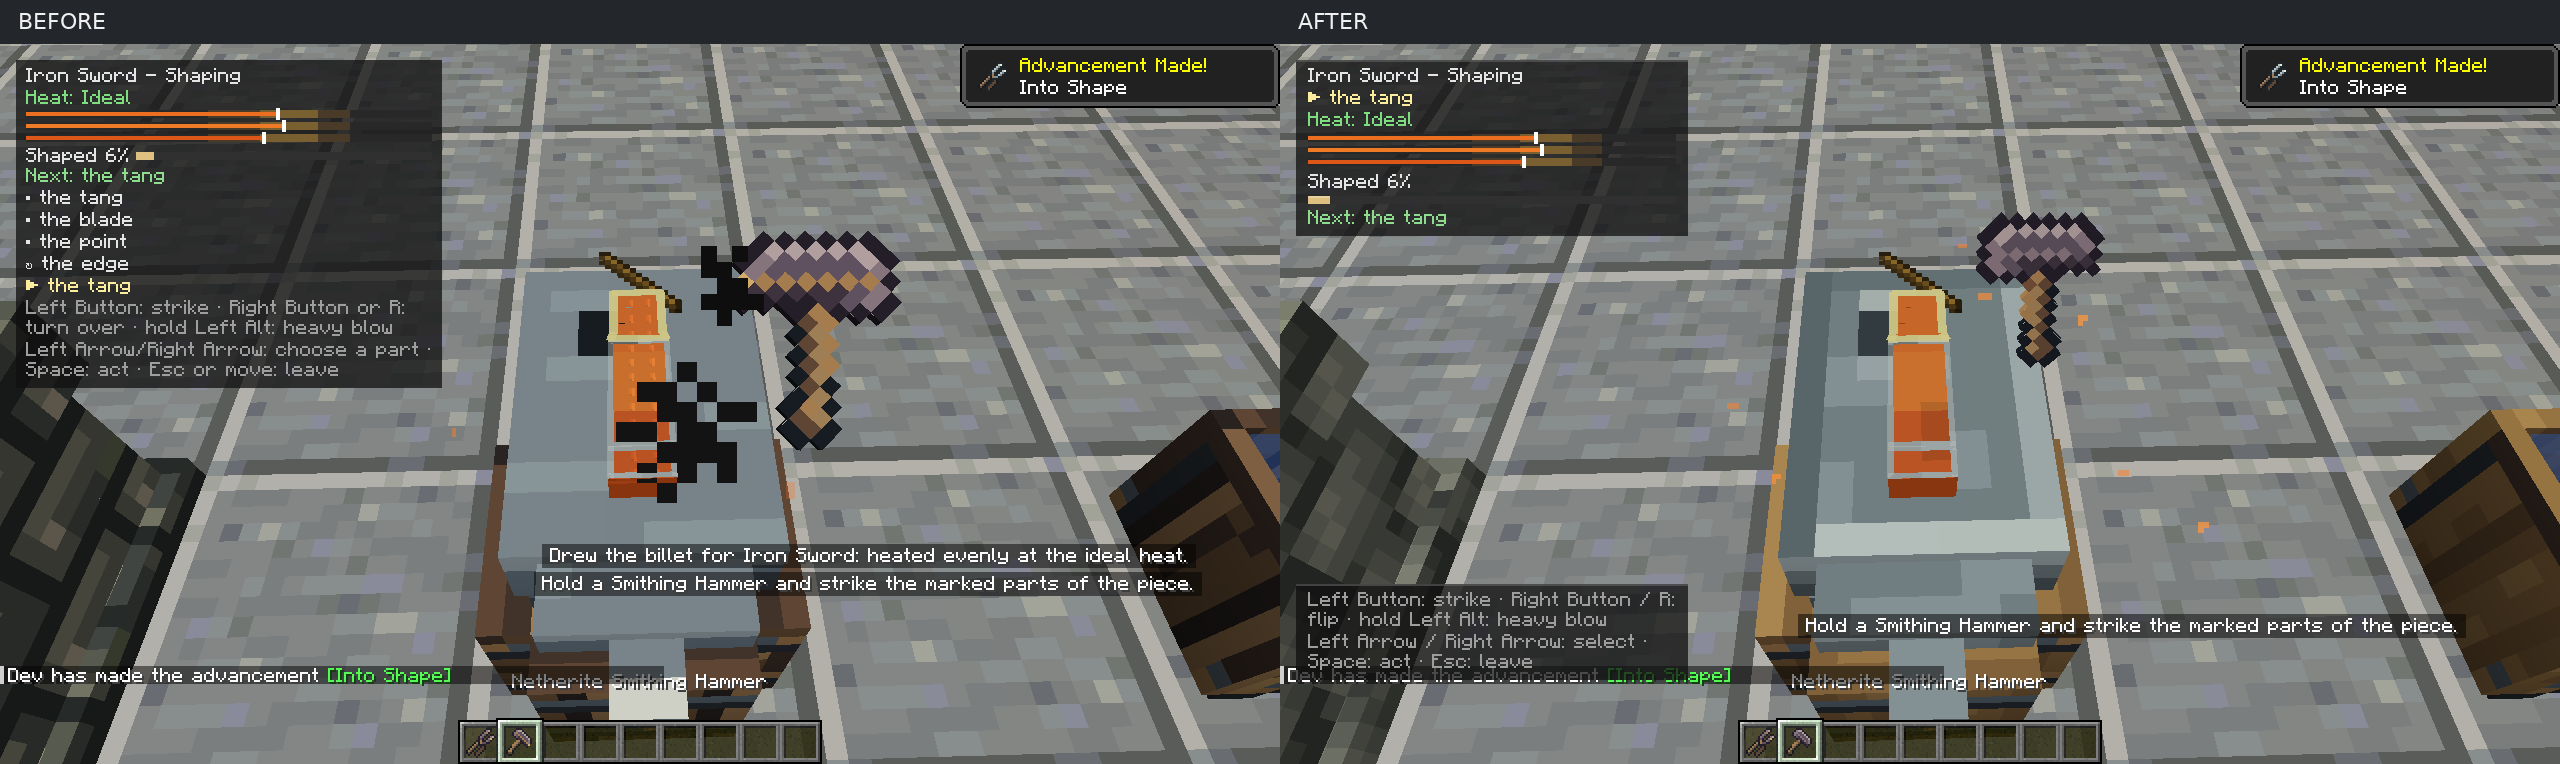 BEFORE
Iron Sword - Shaping
Heat: Ideal
Shaped 6%
Next: the tang
· the tang
· the blade
· the point
↻ the edge
► the tang
Left Button: strike · Right Button or R:
turn over · hold Left Alt: heavy blow
Left Arrow/Right Arrow: choose a part ·
Space: act · Esc or move: leave
Advancement Made!
Into Shape
Drew the billet for Iron Sword: heated evenly at the ideal heat.
Hold a Smithing Hammer and strike the marked parts of the piece.
Dev has made the advancement [Into Shape]
Netherite Smithing Hammer
AFTER
Iron Sword - Shaping
► the tang
Heat: Ideal
Shaped 6%
Next: the tang
Advancement Made!
Into Shape
Left Button: strike · Right Button / R:
flip · hold Left Alt: heavy blow
Left Arrow / Right Arrow: select ·
Space: act · Esc: leave
Hold a Smithing Hammer and strike the marked parts of the piece.
Dev has made the advancement [Into Shape]
Netherite Smithing Hammer